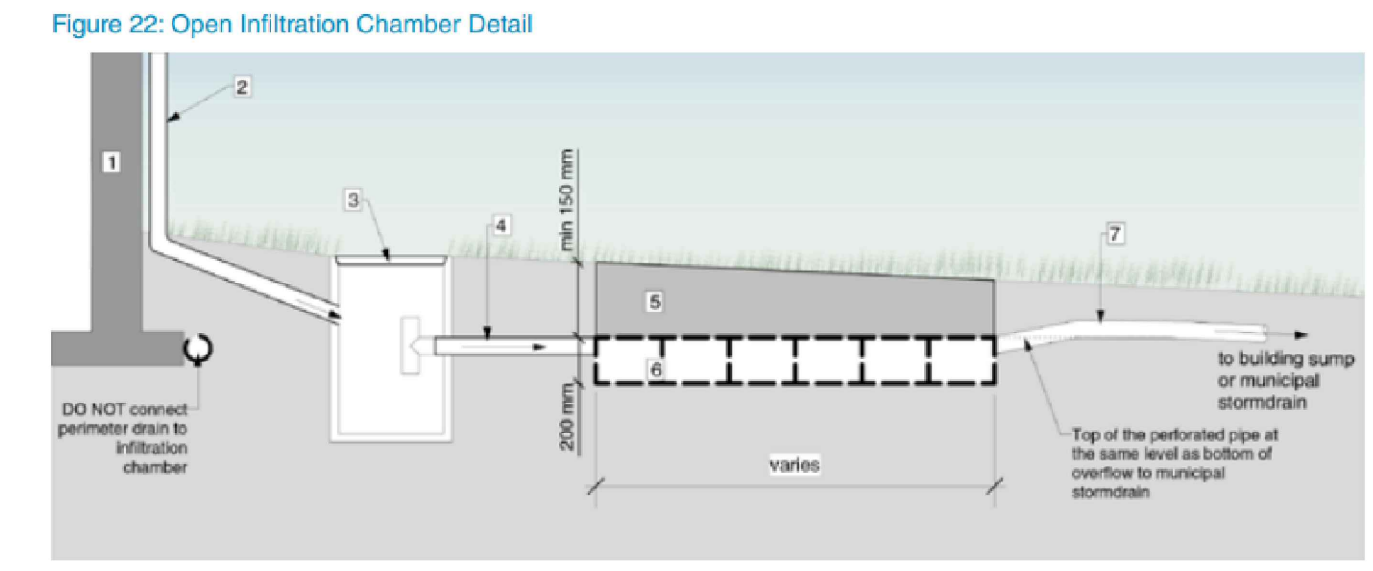 Figure 22: Open Infiltration Chamber Detail
2
1
3
4
min 150 mm
7
5
6
200 mm
to building sump
or municipal
stormdrain
DO NOT connect
perimeter drain to
infiltration
chamber
varies
Top of the perforated pipe at
the same level as bottom of
overflow to municipal
stormdrain